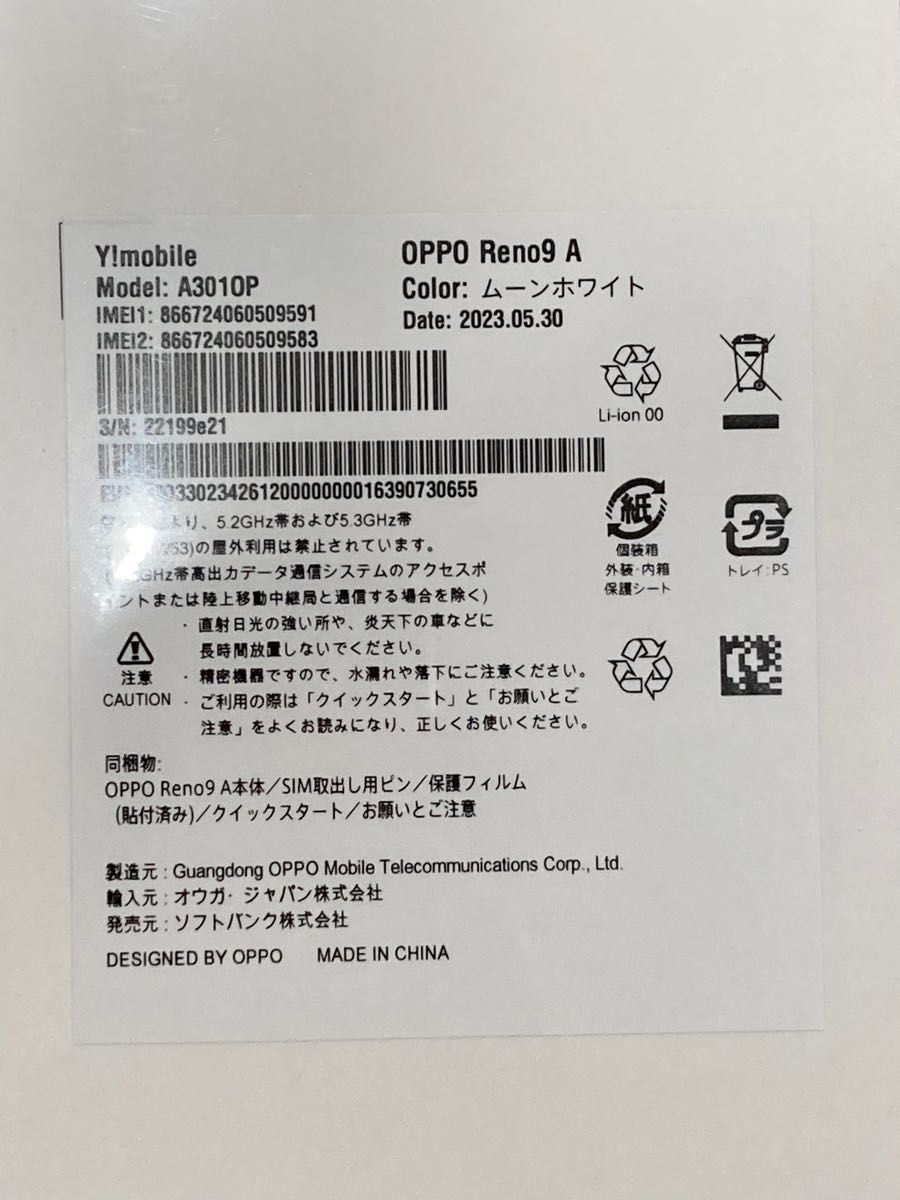 Y!mobile
OPPO Reno9 A
Model: A301OP
Color: ムーンホワイト
IMEI1: 866724060509591
Date: 2023.05.30
IMEI2: 866724060509583
Li-ion 00
S/N: 22199e21
33023426120000000016390730655
より、5.2GHz帯および5.3GHz帯
53)の屋外利用は禁止されています。
GHz帯高出力データ通信システムのアクセスポ
イントまたは陸上移動中継局と通信する場合を除く)
紙
個装箱
外装・内箱
保護シート
プラ
トレイ:PS
注意
CAUTION
・直射日光の強い所や、炎天下の車などに
長時間放置しないでください。
・精密機器ですので、水濡れや落下にご注意ください。
・ご利用の際は「クイックスタート」と「お願いとご
注意」をよくお読みになり、正しくお使いください。
同梱物:
OPPO Reno9 A本体/SIM取出し用ピン/保護フィルム
(貼付済み)/クイックスタート/お願いとご注意
製造元 : Guangdong OPPO Mobile Telecommunications Corp., Ltd.
輸入元 : オウガ・ジャパン株式会社
発売元 : ソフトバンク株式会社
DESIGNED BY OPPO MADE IN CHINA